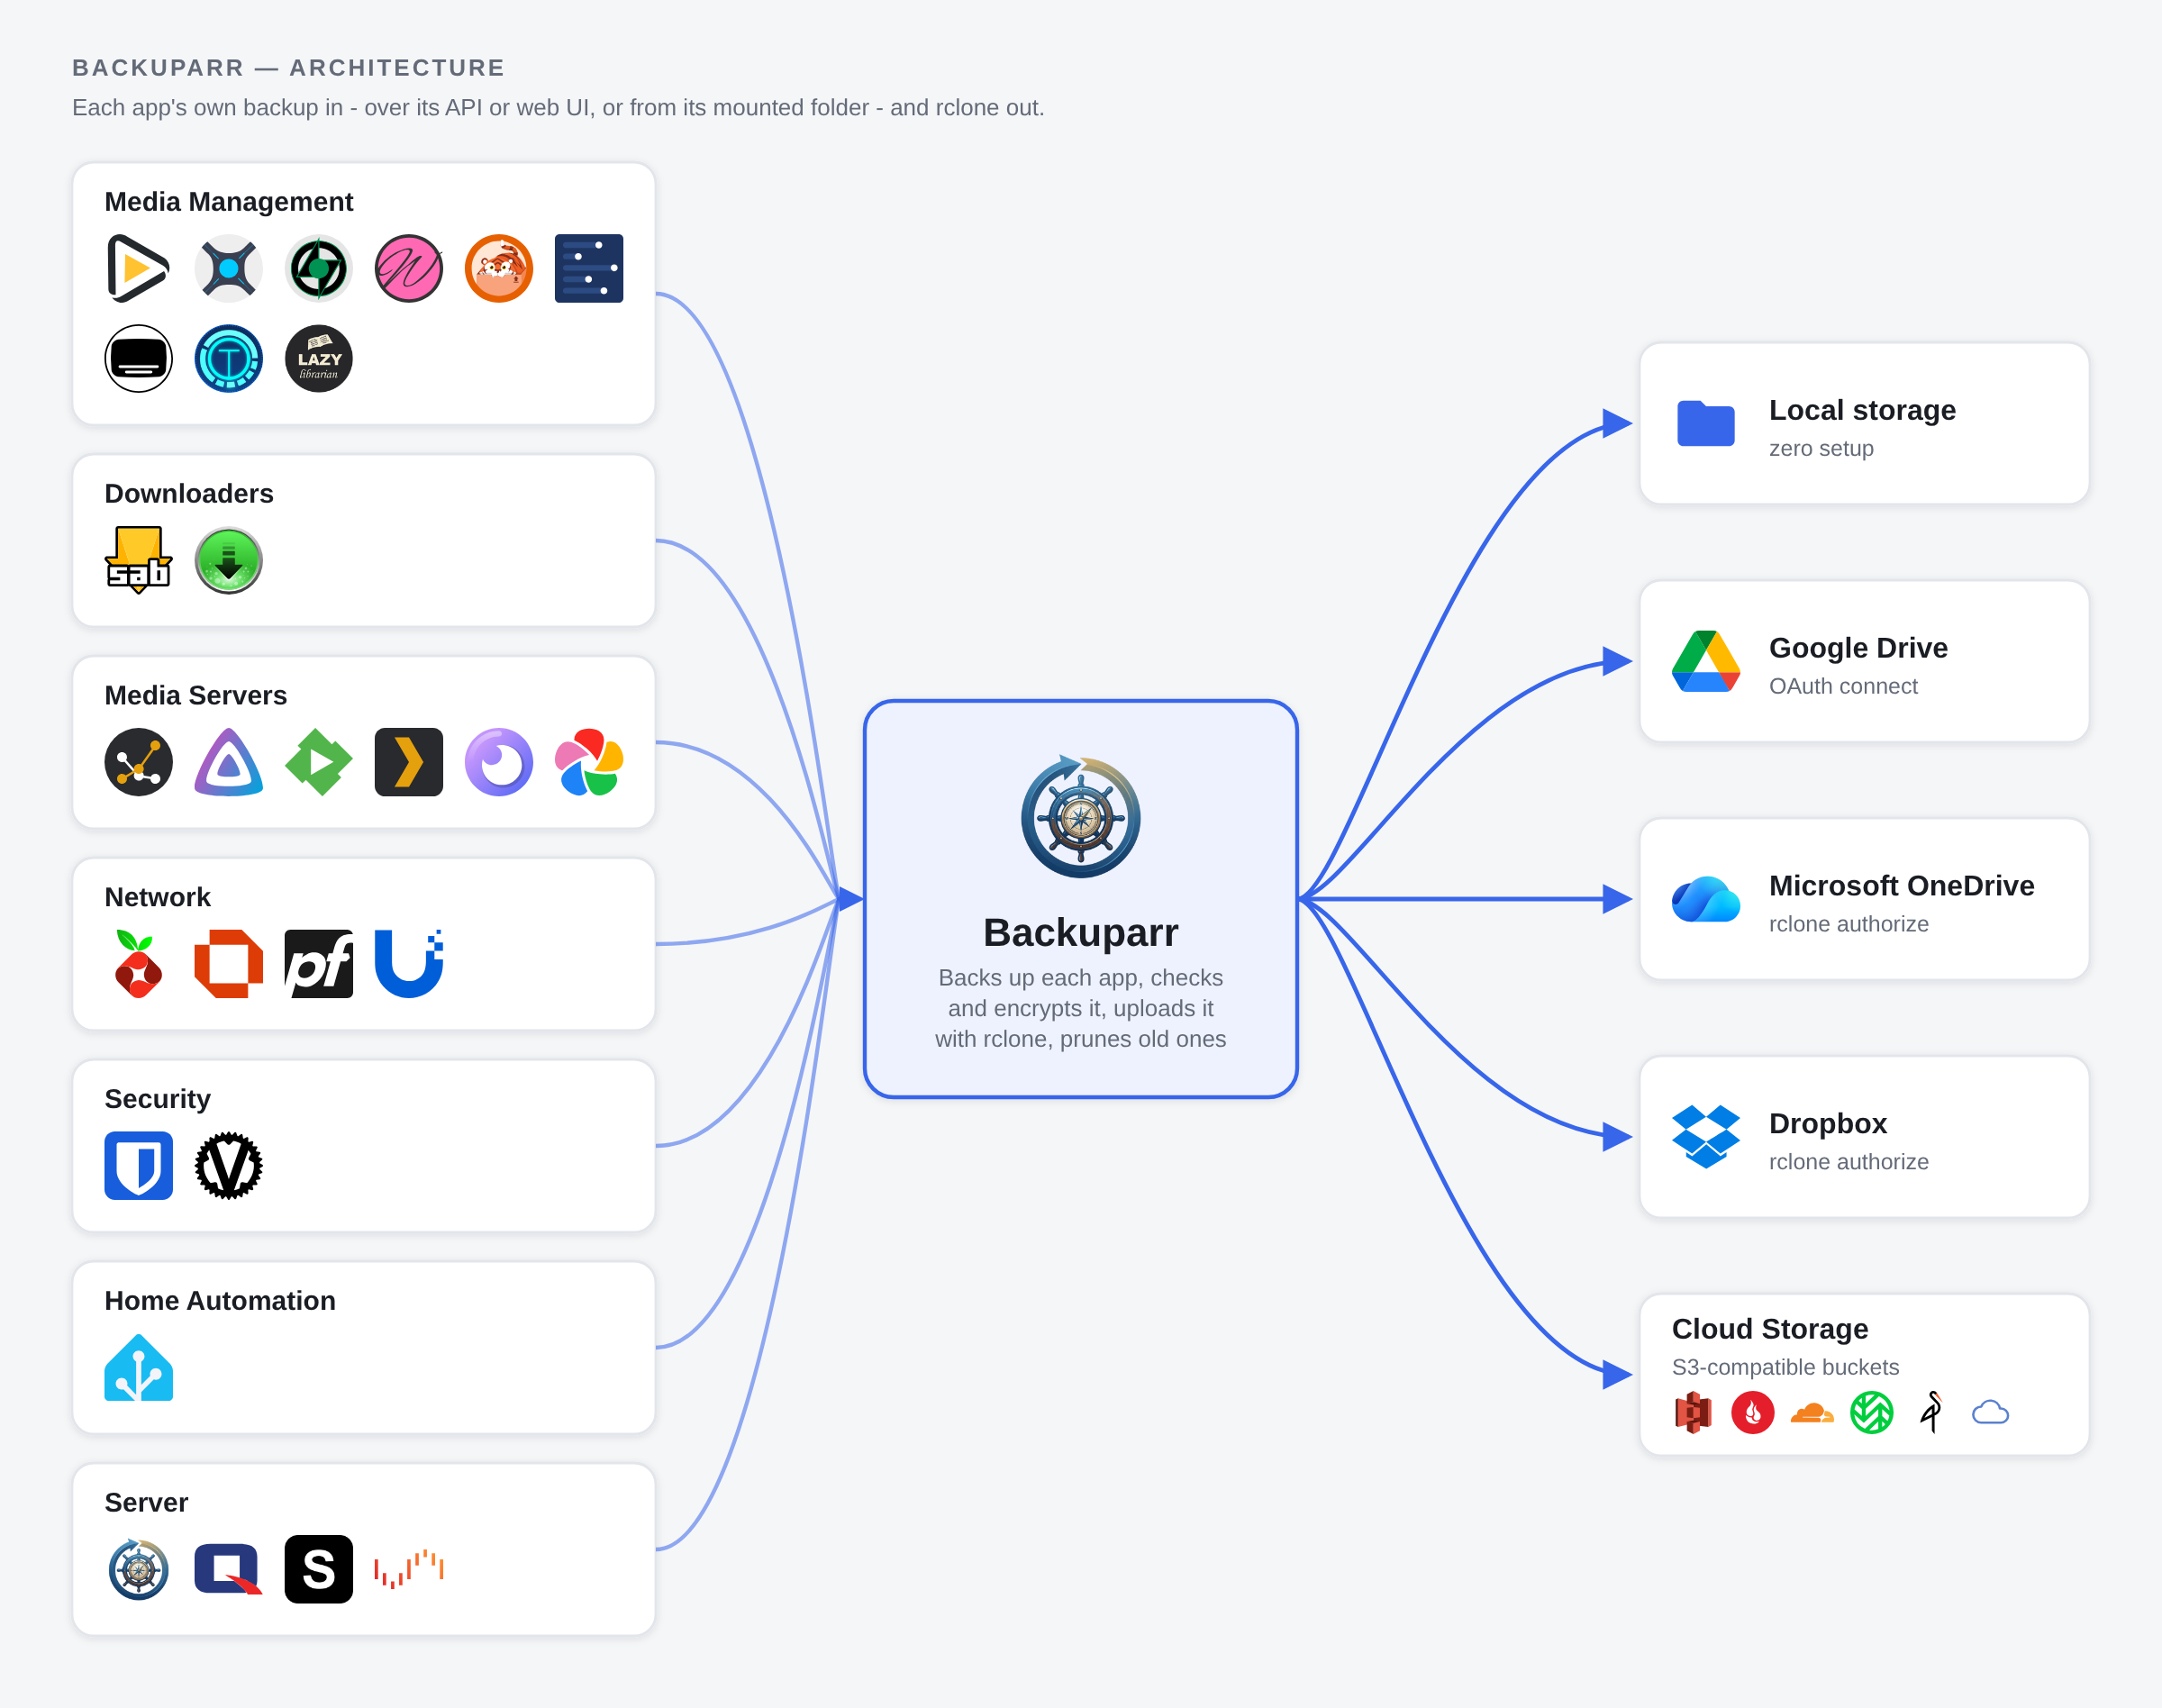 BACKUPARR — ARCHITECTURE
Each app's own backup in - over its API or web UI, or from its mounted folder - and rclone out.
Media Management
W
T
LAZY
librarian
Downloaders
sab
Media Servers
Network
pf
Security
V
Home Automation
Server
S
Backuparr
Backs up each app, checks
and encrypts it, uploads it
with rclone, prunes old ones
Local storage
zero setup
Google Drive
OAuth connect
Microsoft OneDrive
rclone authorize
Dropbox
rclone authorize
Cloud Storage
S3-compatible buckets